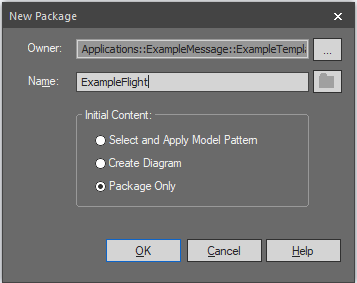 New Package
Owner:
Applications::ExampleMessage::ExampleTempla
...
Name:
ExampleFlight
Initial Content:
Select and Apply Model Pattern
Create Diagram
Package Only
OK
Cancel
Help